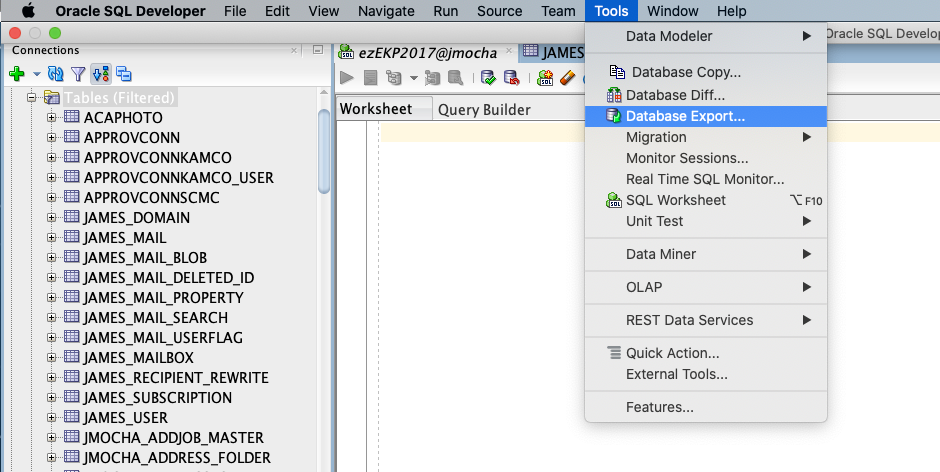 Oracle SQL Developer File Edit View Navigate Run Source Team Tools Window Help
Oracle SQL Develo
Connections
ezEKP2017@jmocha
JAMES
Worksheet Query Builder
Tables (Filtered)
ACAPHOTO
APPROVCONN
APPROVCONNKAMCO
APPROVCONNKAMCO_USER
APPROVCONNSCMC
JAMES_DOMAIN
JAMES_MAIL
JAMES_MAIL_BLOB
JAMES_MAIL_DELETED_ID
JAMES_MAIL_PROPERTY
JAMES_MAIL_SEARCH
JAMES_MAIL_USERFLAG
JAMES_MAILBOX
JAMES_RECIPIENT_REWRITE
JAMES_SUBSCRIPTION
JAMES_USER
JMOCHA_ADDJOB_MASTER
JMOCHA_ADDRESS_FOLDER
Data Modeler
Database Copy...
Database Diff...
Database Export...
Migration
Monitor Sessions...
Real Time SQL Monitor...
SQL Worksheet ⌥F10
Unit Test
Data Miner
OLAP
REST Data Services
Quick Action...
External Tools...
Features...